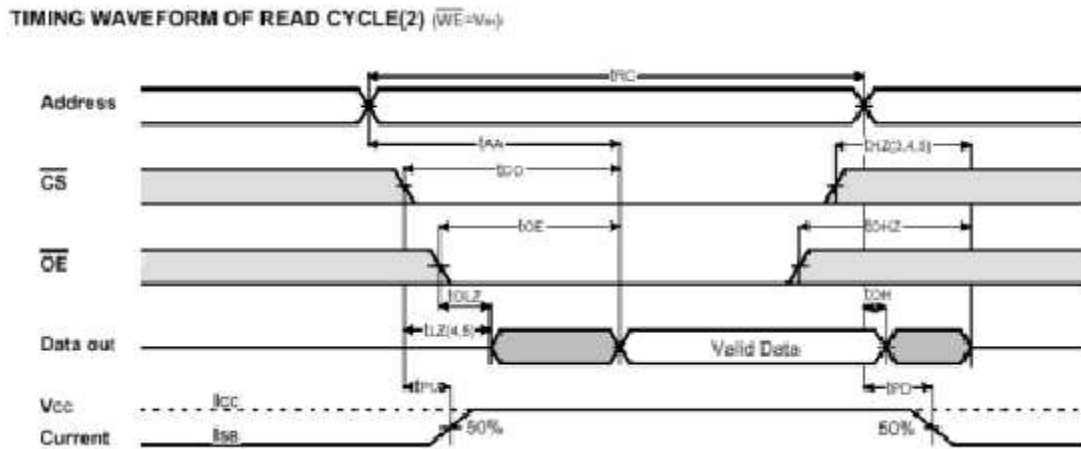 TIMING WAVEFORM OF READ CYCLE(2) (WE=VIH)
tRC
Address
tAA
tHZ(3,4,5)
CS
tCO
tOE
tOHZ
OE
tOLZ
tOH
tLZ(4,5)
Data out
Valid Data
tPU
tPD
Vcc
Icc
50%
50%
Current
ISB